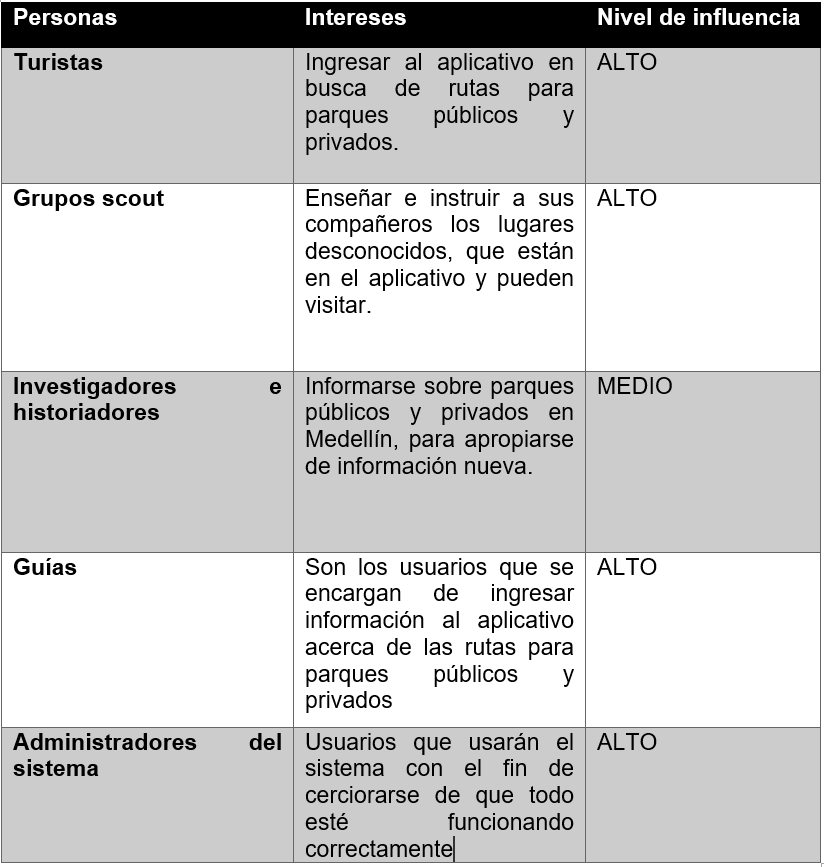 Personas Intereses Nivel de influencia
Turistas Ingresar al aplicativo en ALTO
busca de rutas para
parques públicos y
privados.
Grupos scout Enseñar e instruir a sus ALTO
compañeros los lugares
desconocidos, que están
en el aplicativo y pueden
visitar.
Investigadores e Informarse sobre parques MEDIO
historiadores públicos y privados en
Medellín, para apropiarse
de información nueva.
Guías Son los usuarios que se ALTO
encargan de ingresar
información al aplicativo
acerca de las rutas para
parques públicos y
privados
Administradores del Usuarios que usarán el ALTO
sistema sistema con el fin de
cerciorarse de que todo
esté funcionando
correctamente